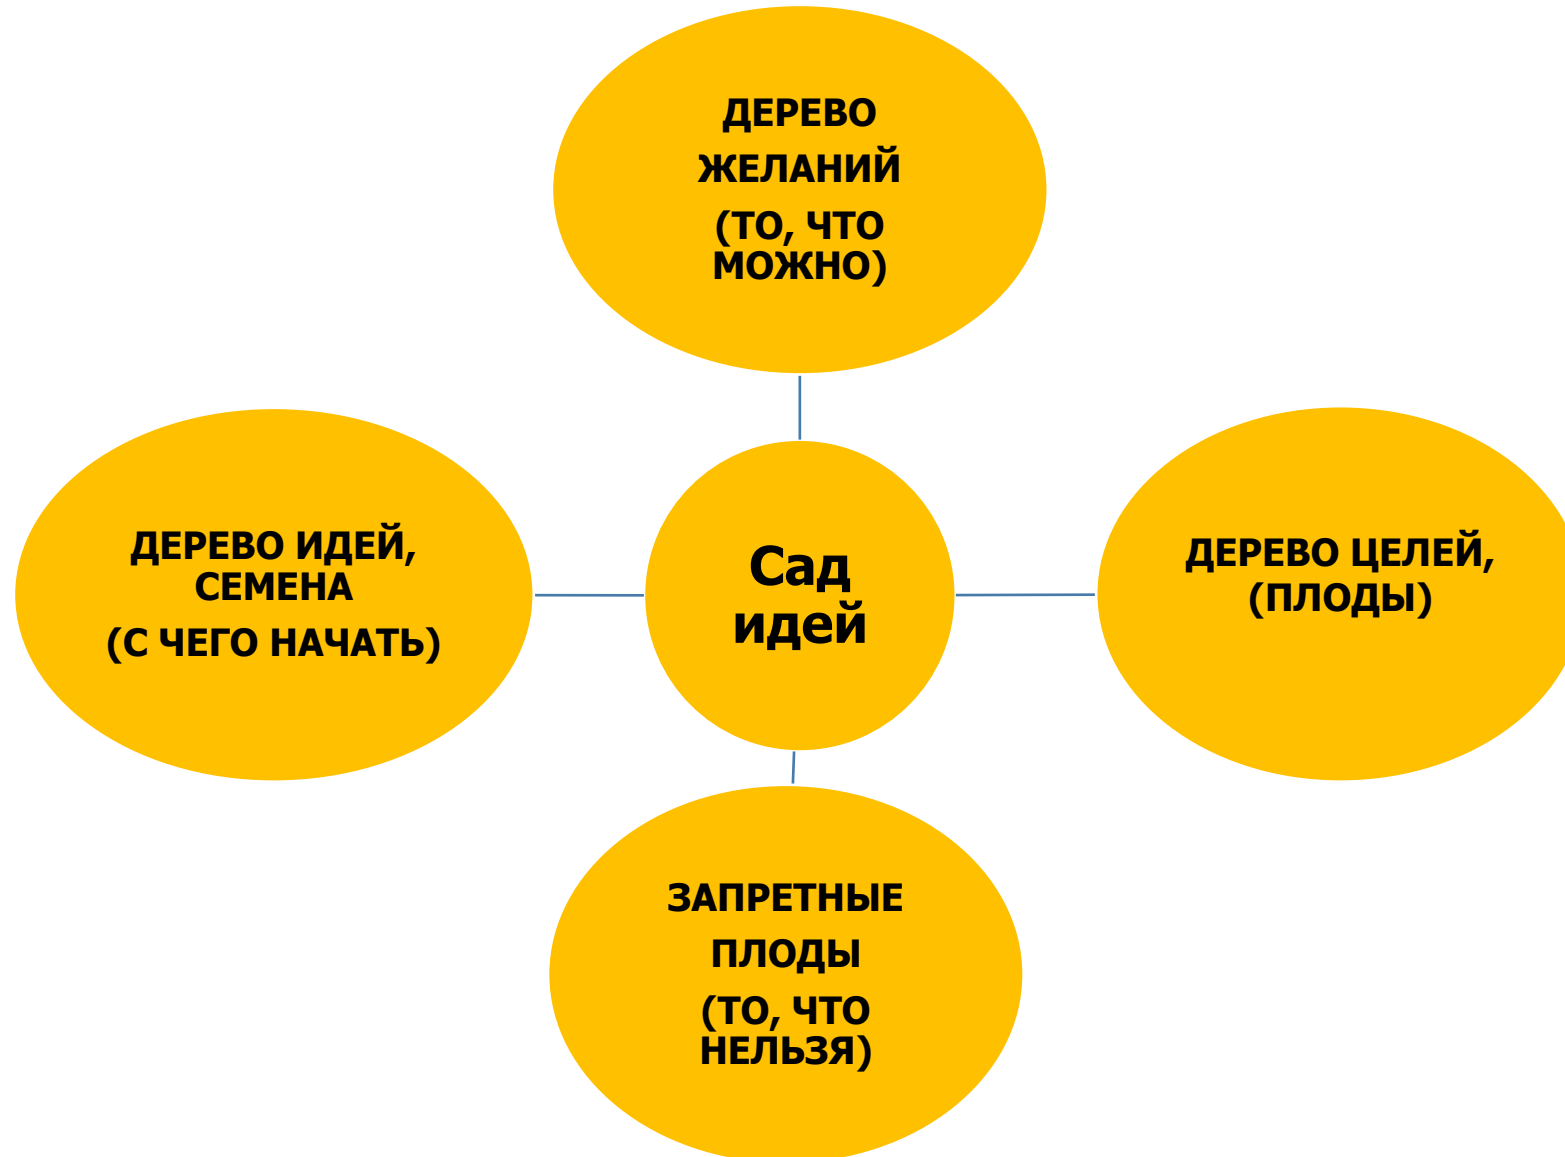 ДЕРЕВО
ЖЕЛАНИЙ
(ТО, ЧТО
МОЖНО)
ДЕРЕВО ИДЕЙ,
СЕМЕНА
(С ЧЕГО НАЧАТЬ)
Сад
идей
ДЕРЕВО ЦЕЛЕЙ,
(ПЛОДЫ)
ЗАПРЕТНЫЕ
ПЛОДЫ
(ТО, ЧТО
НЕЛЬЗЯ)